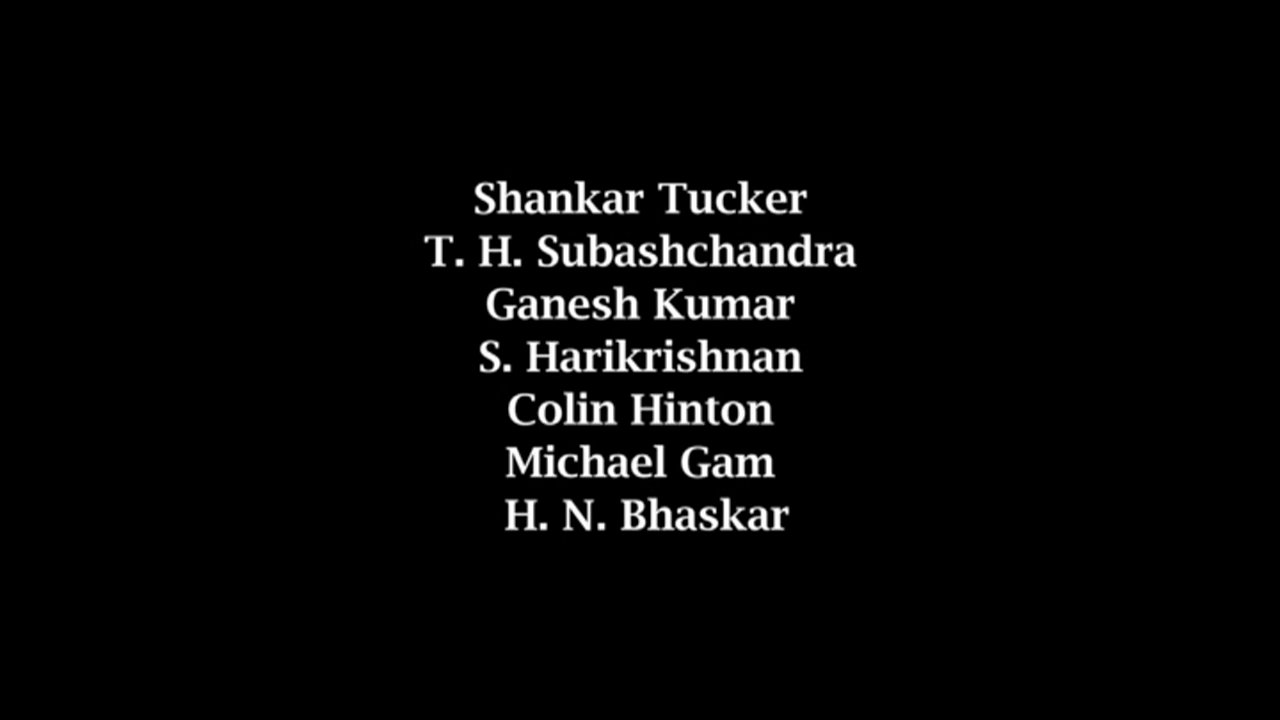 Shankar Tucker
T. H. Subashchandra
Ganesh Kumar
S. Harikrishnan
Colin Hinton
Michael Gam
H. N. Bhaskar